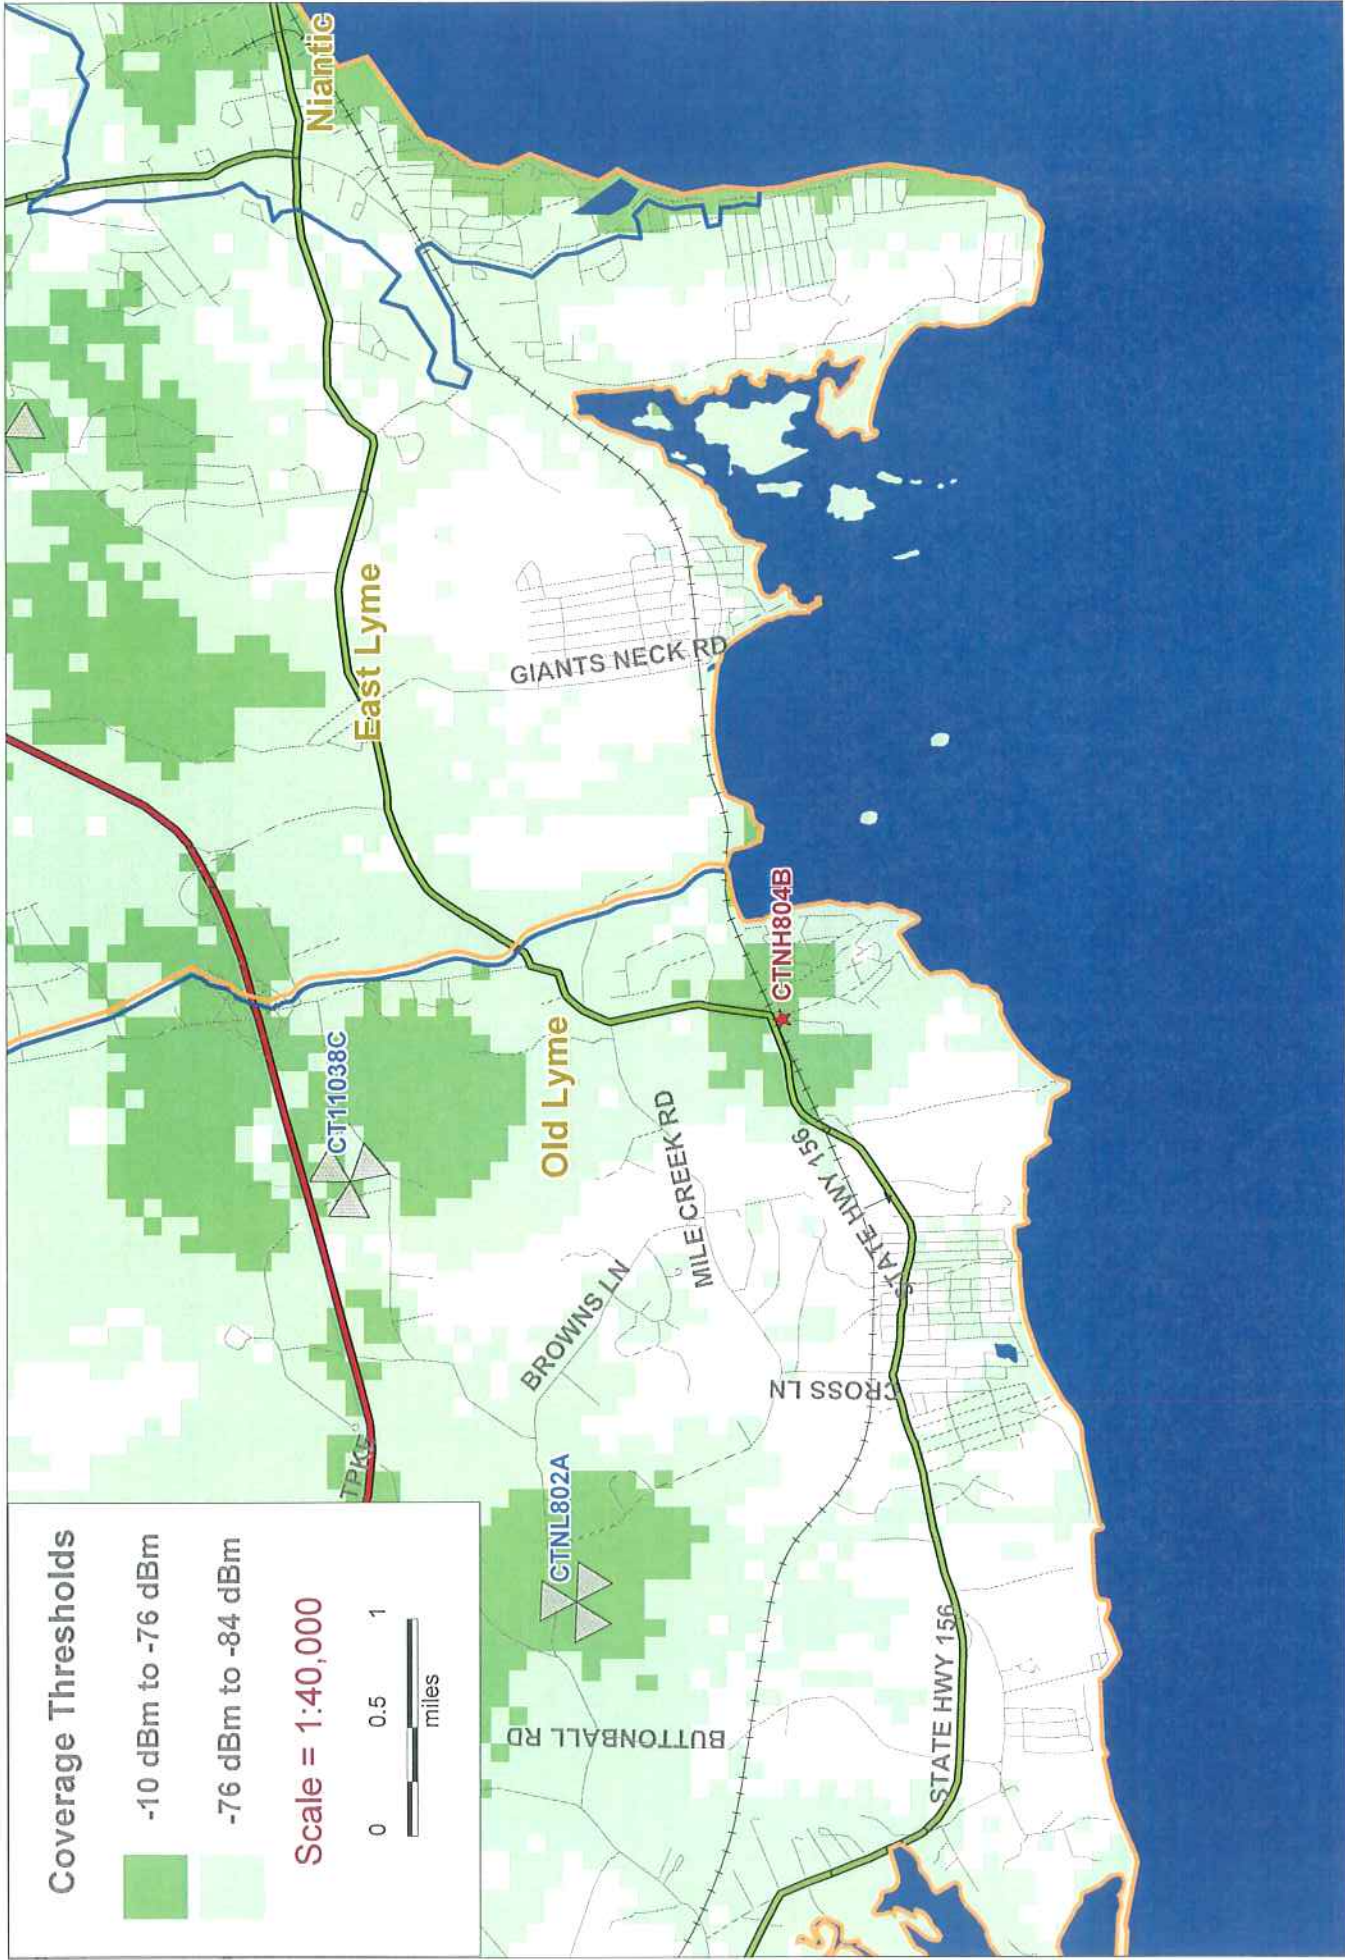 Coverage Thresholds
-10 dBm to -76 dBm
-76 dBm to -84 dBm
Scale = 1:40,000
0 0.5 1
miles
TPKE
CT11038C
CTNL802A
CTNH804B
Niantic
East Lyme
Old Lyme
GIANTS NECK RD
MILE CREEK RD
BROWNS LN
CROSS LN
BUTTONBALL RD
STATE HWY 156
STATE HWY 156